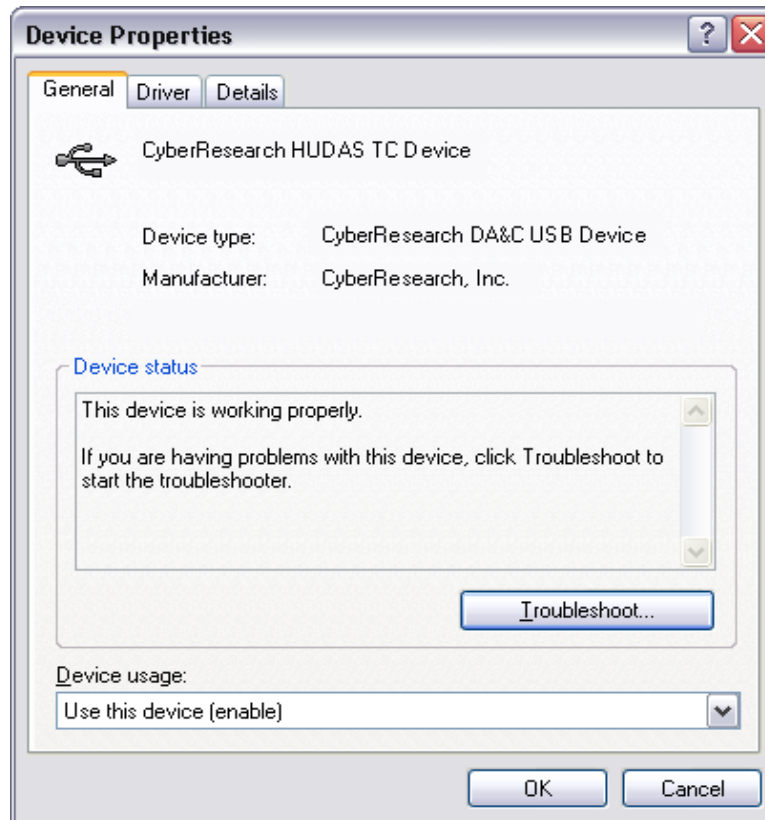 Device Properties
?
General Driver Details
CyberResearch HUDAS TC Device
Device type: CyberResearch DA&C USB Device
Manufacturer: CyberResearch, Inc.
Device status
This device is working properly.
If you are having problems with this device, click Troubleshoot to
start the troubleshooter.
Troubleshoot...
Device usage:
Use this device (enable)
OK Cancel